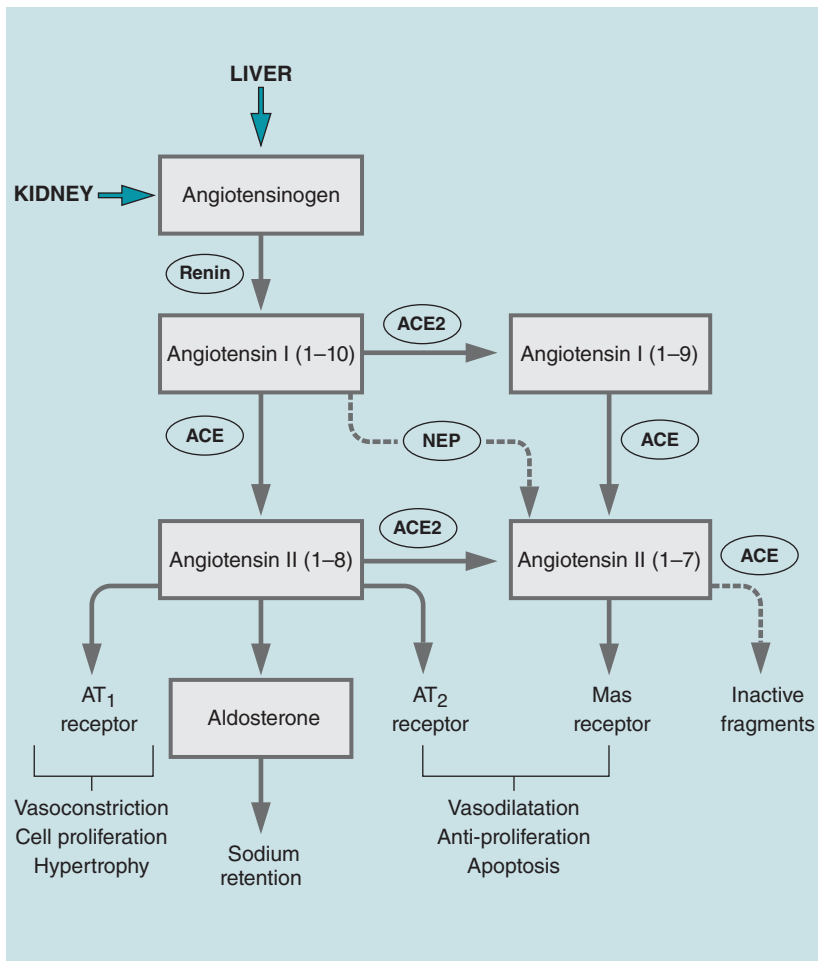 LIVER
KIDNEY
Angiotensinogen
Renin
Angiotensin I (1–10)
ACE2
Angiotensin I (1–9)
ACE
NEP
ACE
Angiotensin II (1–8)
ACE2
Angiotensin II (1–7)
ACE
AT1
receptor
Aldosterone
AT2
receptor
Mas
receptor
Inactive
fragments
Vasoconstriction
Cell proliferation
Hypertrophy
Sodium
retention
Vasodilatation
Anti-proliferation
Apoptosis